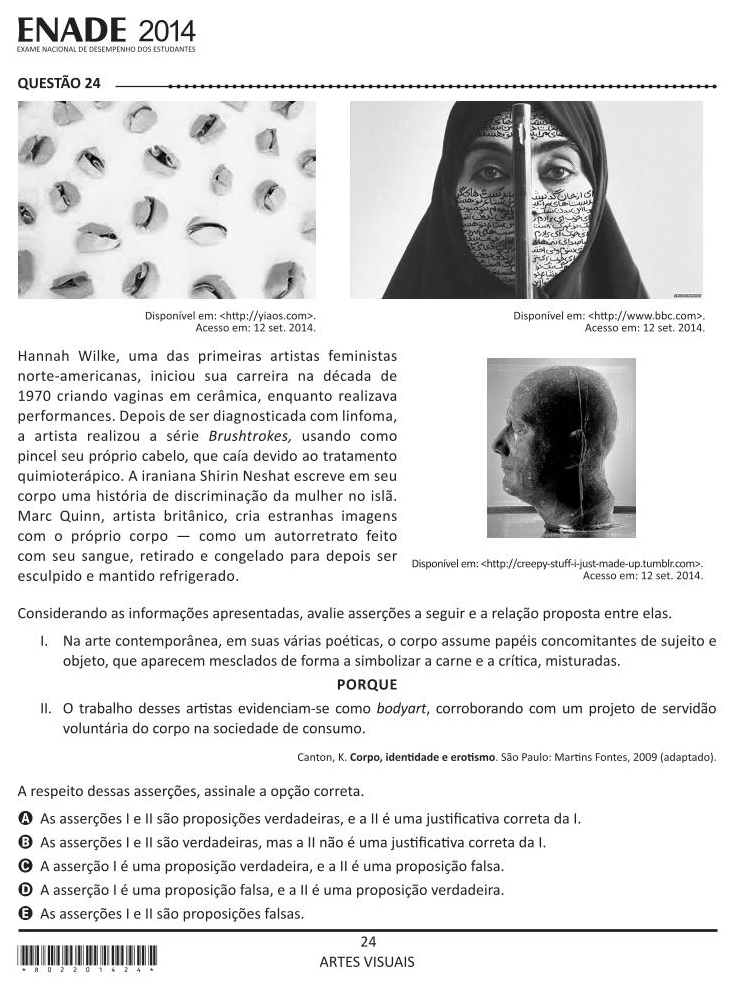 ENADE 2014
EXAME NACIONAL DE DESEMPENHO DOS ESTUDANTES
QUESTÃO 24
Disponível em: <http://yiaos.com>.
Acesso em: 12 set. 2014.
Disponível em: <http://www.bbc.com>.
Acesso em: 12 set. 2014.
Hannah Wilke, uma das primeiras artistas feministas
norte-americanas, iniciou sua carreira na década de
1970 criando vaginas em cerâmica, enquanto realizava
performances. Depois de ser diagnosticada com linfoma,
a artista realizou a série Brushtrokes, usando como
pincel seu próprio cabelo, que caía devido ao tratamento
quimioterápico. A iraniana Shirin Neshat escreve em seu
corpo uma história de discriminação da mulher no islã.
Marc Quinn, artista britânico, cria estranhas imagens
com o próprio corpo — como um autorretrato feito
com seu sangue, retirado e congelado para depois ser
esculpido e mantido refrigerado.
Disponível em: <http://creepy-stuff-i-just-made-up.tumblr.com>.
Acesso em: 12 set. 2014.
Considerando as informações apresentadas, avalie asserções a seguir e a relação proposta entre elas.
I. Na arte contemporânea, em suas várias poéticas, o corpo assume papéis concomitantes de sujeito e
objeto, que aparecem mesclados de forma a simbolizar a carne e a crítica, misturadas.
PORQUE
II. O trabalho desses artistas evidenciam-se como bodyart, corroborando com um projeto de servidão
voluntária do corpo na sociedade de consumo.
Canton, K. Corpo, identidade e erotismo. São Paulo: Martins Fontes, 2009 (adaptado).
A respeito dessas asserções, assinale a opção correta.
A As asserções I e II são proposições verdadeiras, e a II é uma justificativa correta da I.
B As asserções I e II são verdadeiras, mas a II não é uma justificativa correta da I.
C A asserção I é uma proposição verdadeira, e a II é uma proposição falsa.
D A asserção I é uma proposição falsa, e a II é uma proposição verdadeira.
E As asserções I e II são proposições falsas.
*R02201424*
24
ARTES VISUAIS